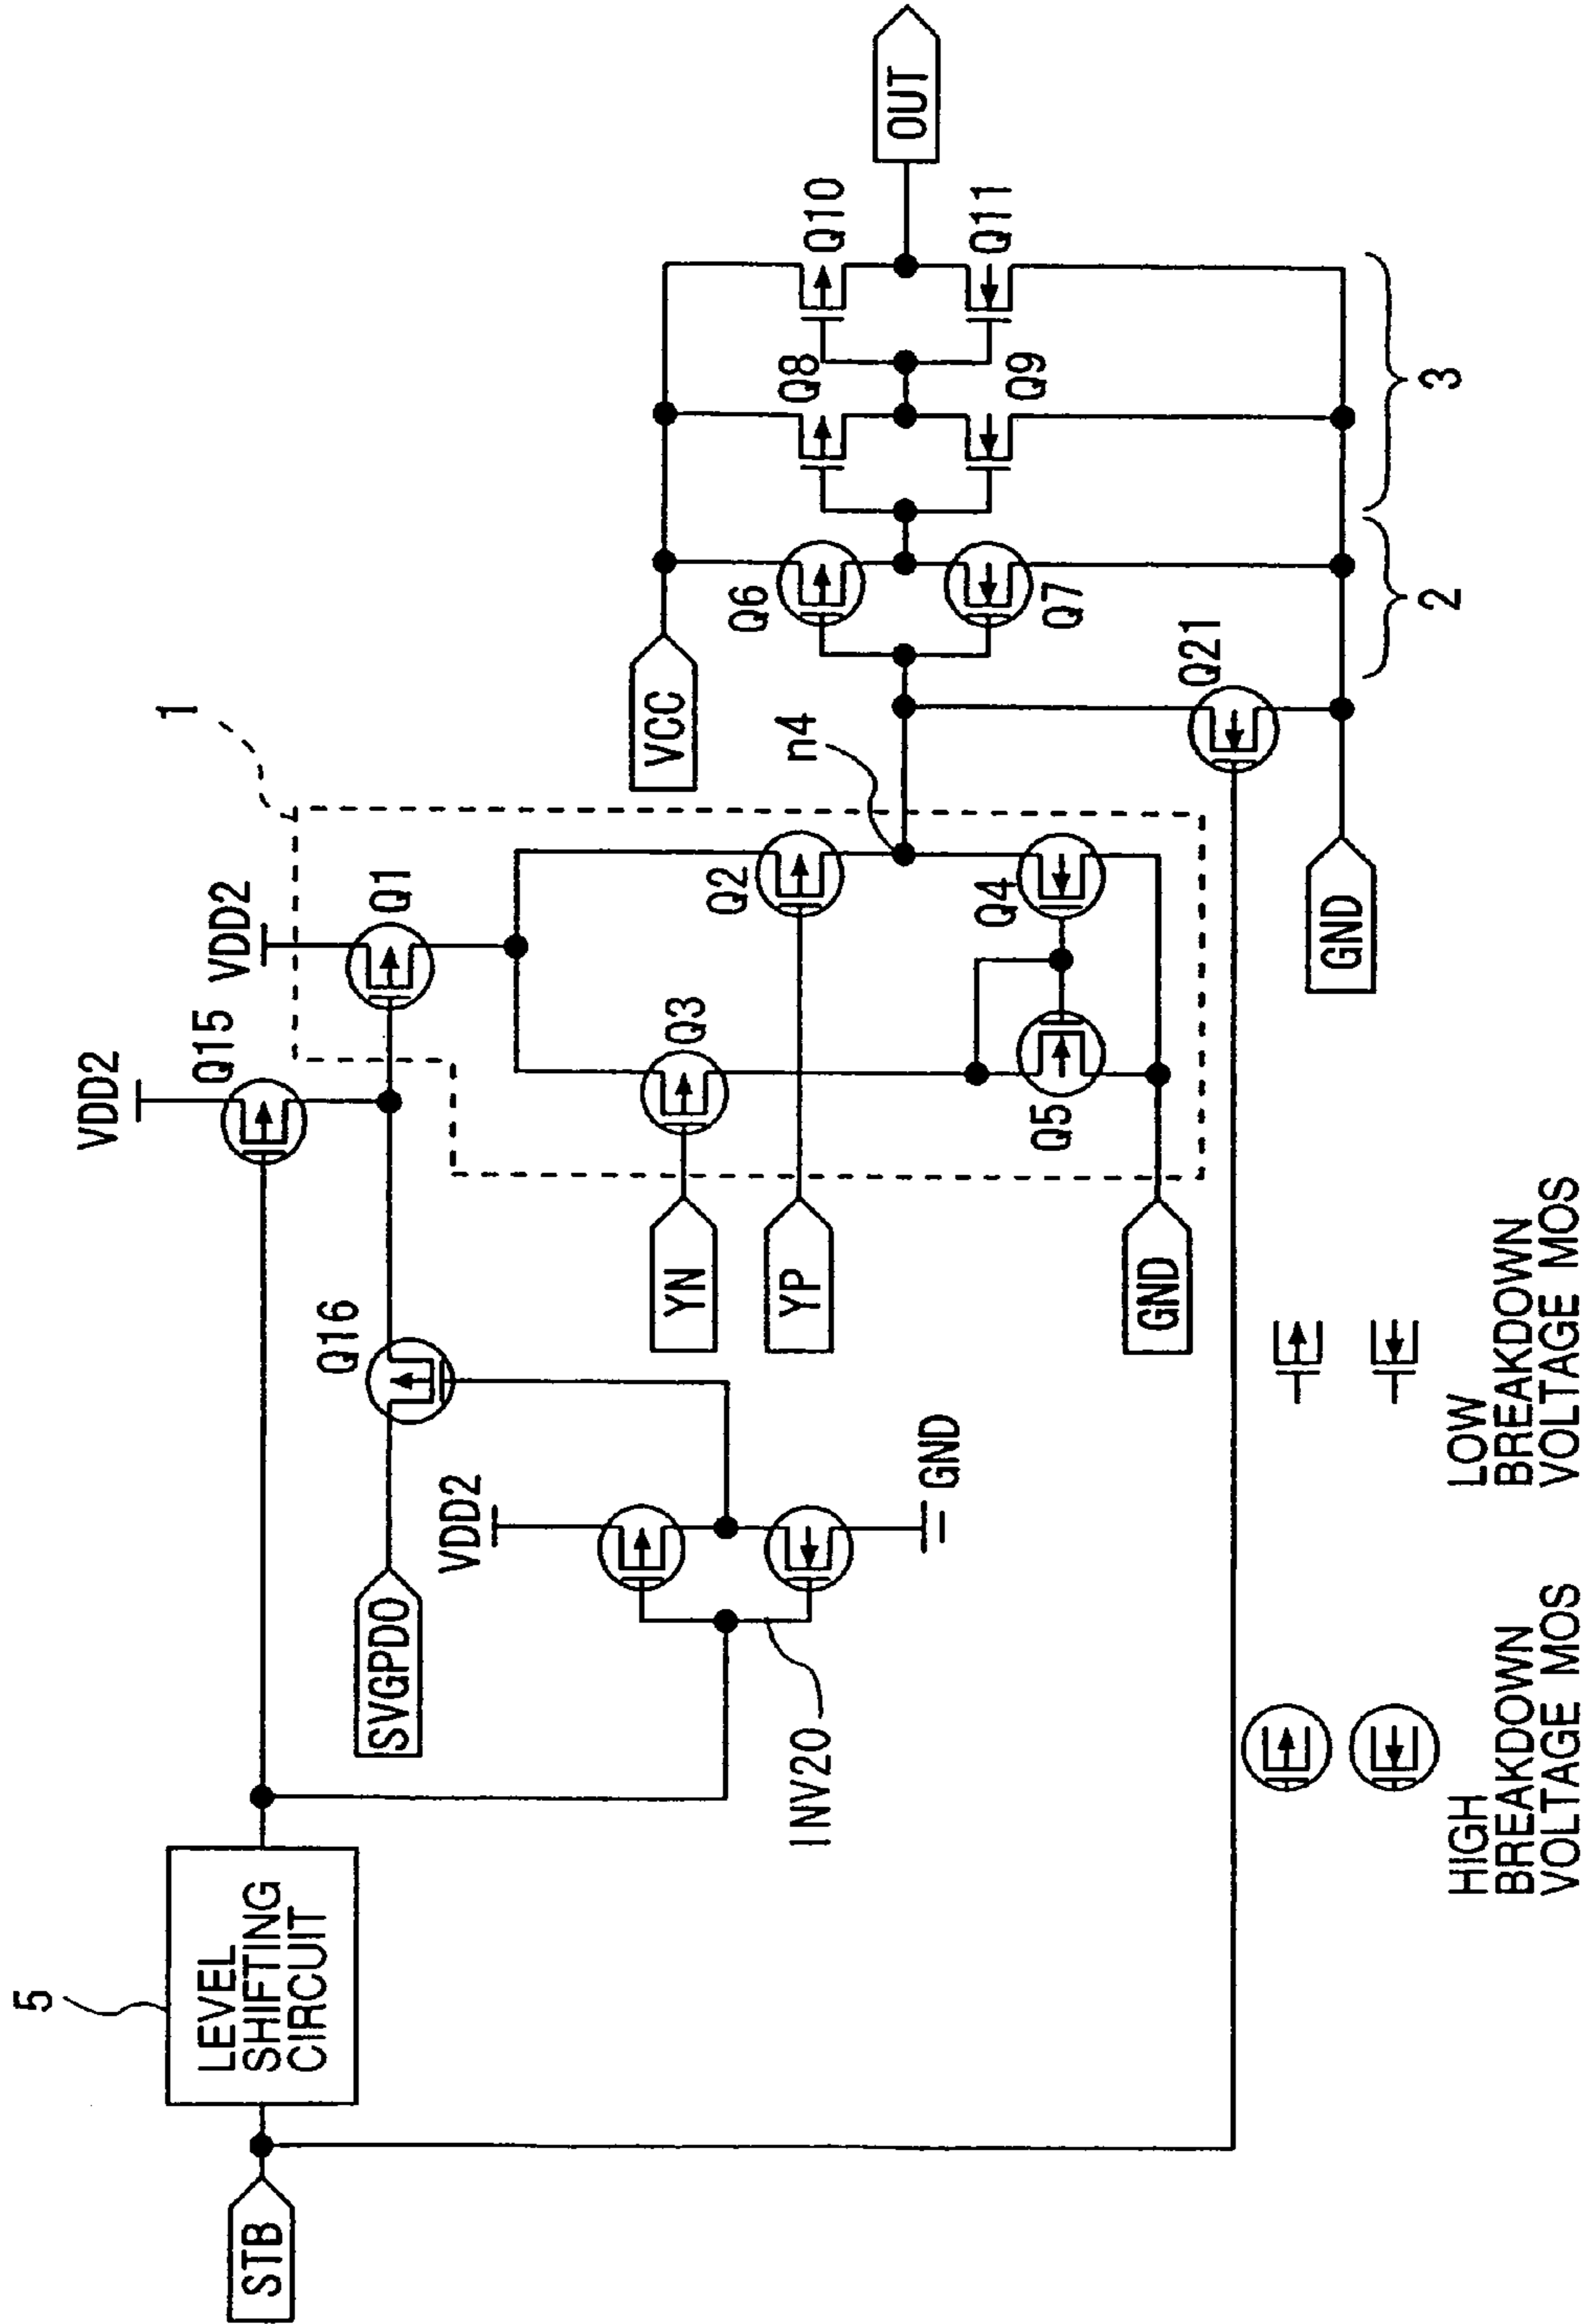 STB
5
LEVEL
SHIFTING
CIRCUIT
SVGPDO
INV20
VDD2
GND
Q16
VDD2
Q15
VDD2
Q1
1
YN
YP
GND
Q3
Q2
Q5
Q4
n4
VCC
GND
Q21
Q6
Q7
Q8
Q9
Q10
Q11
OUT
2
3
HIGH
BREAKDOWN
VOLTAGE MOS
LOW
BREAKDOWN
VOLTAGE MOS